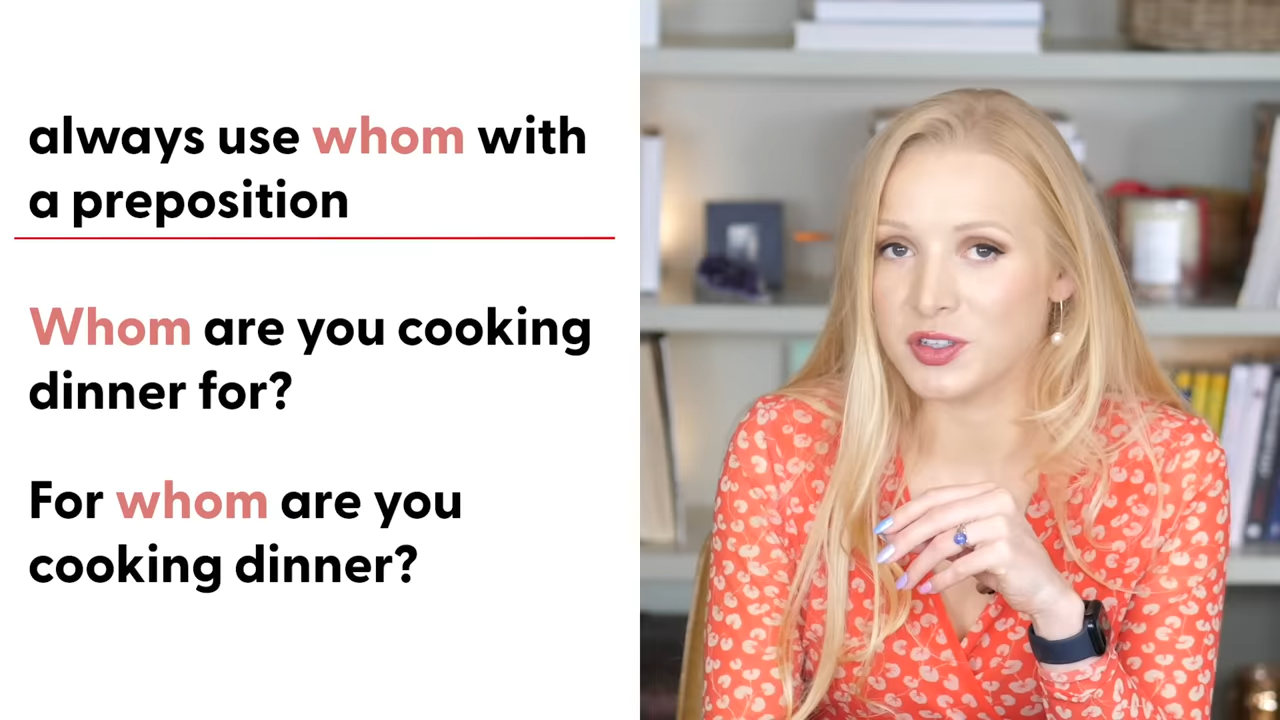 always use whom with
a preposition
Whom are you cooking
dinner for?
For whom are you
cooking dinner?